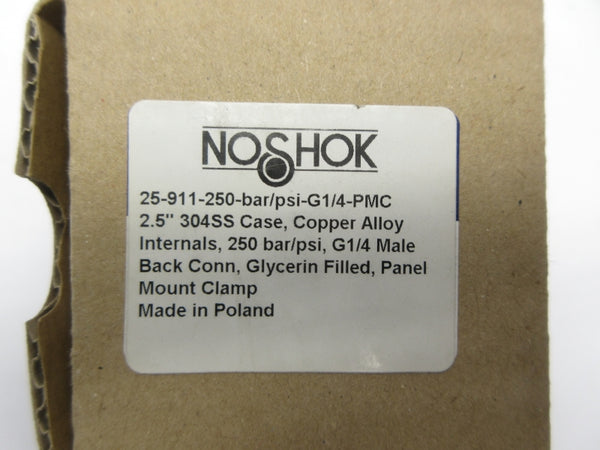 NOSHOK
25-911-250-bar/psi-G1/4-PMC
2.5" 304SS Case, Copper Alloy
Internals, 250 bar/psi, G1/4 Male
Back Conn, Glycerin Filled, Panel
Mount Clamp
Made in Poland